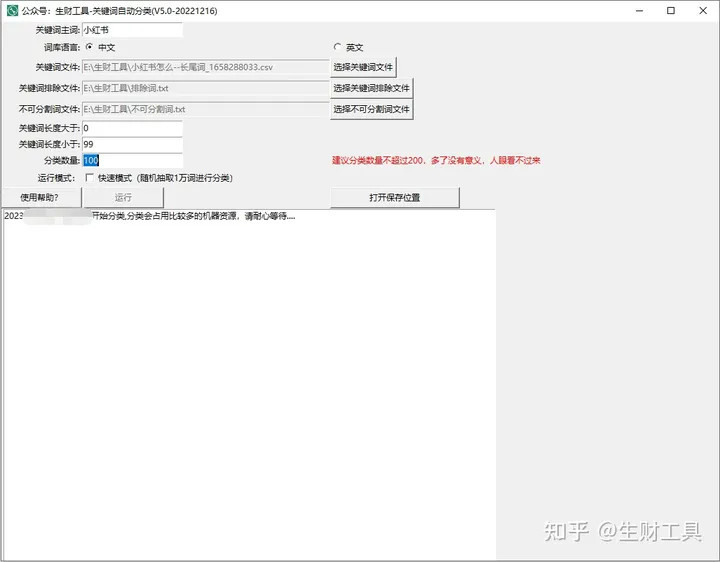 公众号：生财工具-关键词自动分类(V5.0-20221216)
关键词主词: 小红书
词库语言: 中文 英文
关键词文件: E:\生财工具\小红书怎么--长尾词_1658288033.csv 选择关键词文件
关键词排除文件: E:\生财工具\排除词.txt 选择关键词排除文件
不可分割词文件: E:\生财工具\不可分割词.txt 选择不可分割词文件
关键词长度大于: 0
关键词长度小于: 99
分类数量: 100 建议分类数量不超过200，多了没有意义，人眼看不过来
运行模式: 快速模式（随机抽取1万词进行分类）
使用帮助? 运行 打开保存位置
2023 开始分类,分类会占用比较多的机器资源，请耐心等待....
知乎 @生财工具